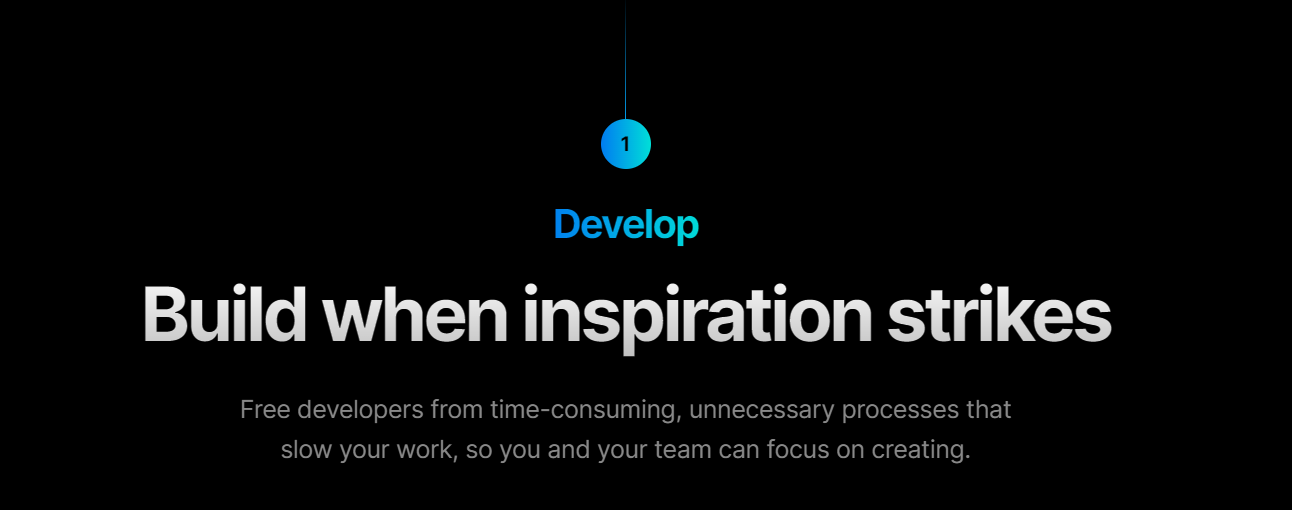 1
Develop
Build when inspiration strikes
Free developers from time-consuming, unnecessary processes that
slow your work, so you and your team can focus on creating.